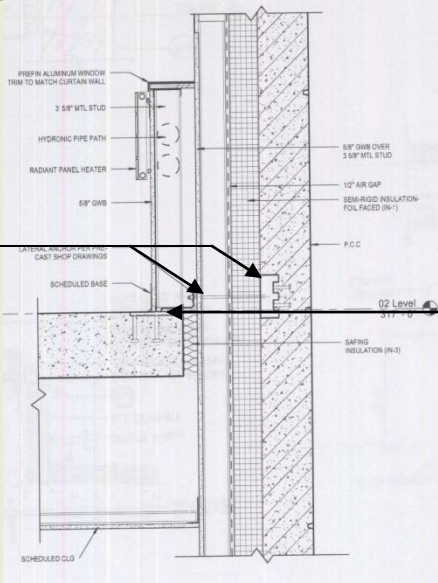 PREFIN ALUMINUM WINDOW
TRIM TO MATCH CURTAIN WALL
3 5/8" MTL STUD
HYDRONIC PIPE PATH
RADIANT PANEL HEATER
5/8" GWB
LATERAL ANCHOR PER PRE-
CAST SHOP DRAWINGS
SCHEDULED BASE
SCHEDULED CLG
5/8" GWB OVER
3 5/8" MTL STUD
1/2" AIR GAP
SEMI-RIGID INSULATION-
FOIL FACED (IN-1)
P.C.C
02 Level
317' - 0"
SAFING
INSULATION (IN-3)